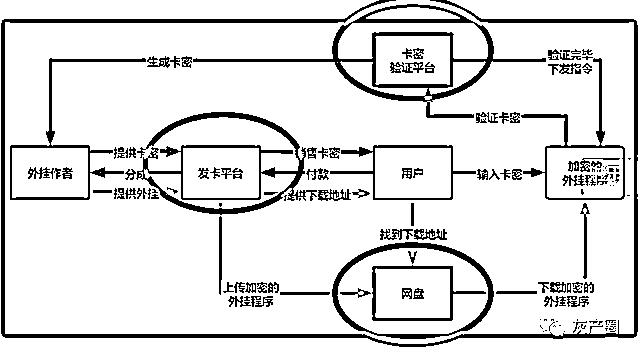 卡密
验证平台
生成卡密
验证完毕
下发指令
验证卡密
外挂作者
提供卡密
分成
提供外挂
发卡平台
销售卡密
付款
提供下载地址
用户
输入卡密
加密的
外挂程序
找到下载地址
上传加密的
外挂程序
网盘
下载加密的
外挂程序
灰产圈